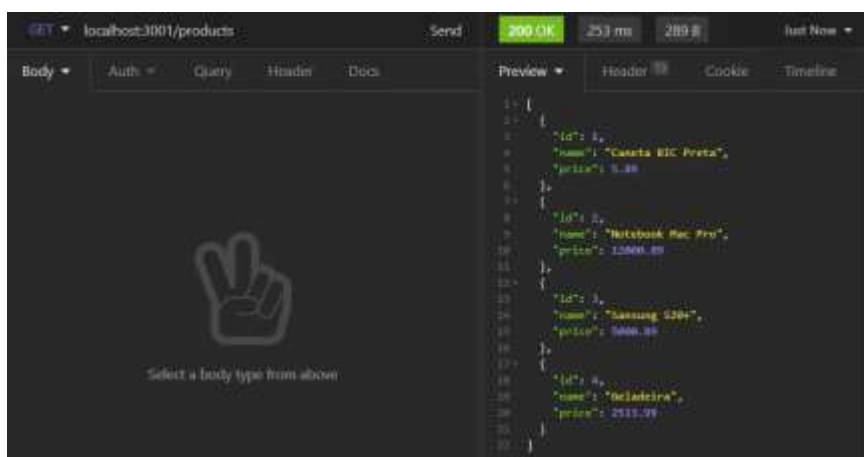 GET localhost:3001/products Send 200 OK 253 ms 289 B Just Now
Body Auth Query Header Docs Preview Header Cookie Timeline
1 [
2 {
3 "id": 1,
4 "name": "Caneta BIC Preta",
5 "price": 5.89
6 },
7 {
8 "id": 2,
9 "name": "Notebook Mac Pro",
10 "price": 12000.89
11 },
12 {
13 "id": 3,
14 "name": "Samsung S20+",
15 "price": 5000.89
16 },
17 {
18 "id": 4,
19 "name": "Geladeira",
20 "price": 2515.99
21 }
22 ]
Select a body type from above